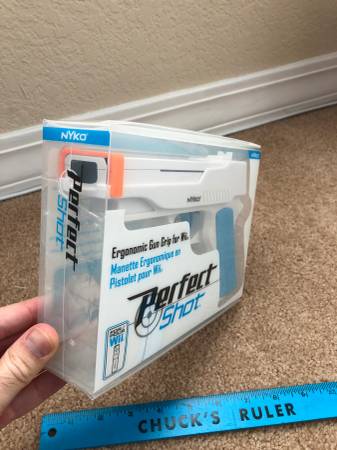 NYKO
Perfect
Shot
NYKO
Ergonomic Gun Grip for Wii
Manette Ergonomique en
Pistolet pour Wii
Perfect
Shot
Wii
CHUCK'S RULER